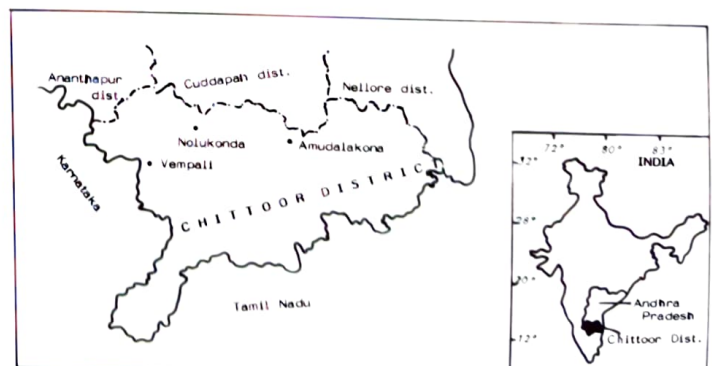 Ananthapur
dist.
Cuddapah dist.
Nellore dist.
Nolukonda
Amudalakona
Vempalli
Karnataka
CHITTOOR DISTRIC
Tamil Nadu
72° 80° 83°
INDIA
32°
28°
20°
12°
Andhra
Pradesh
Chittoor Dist.